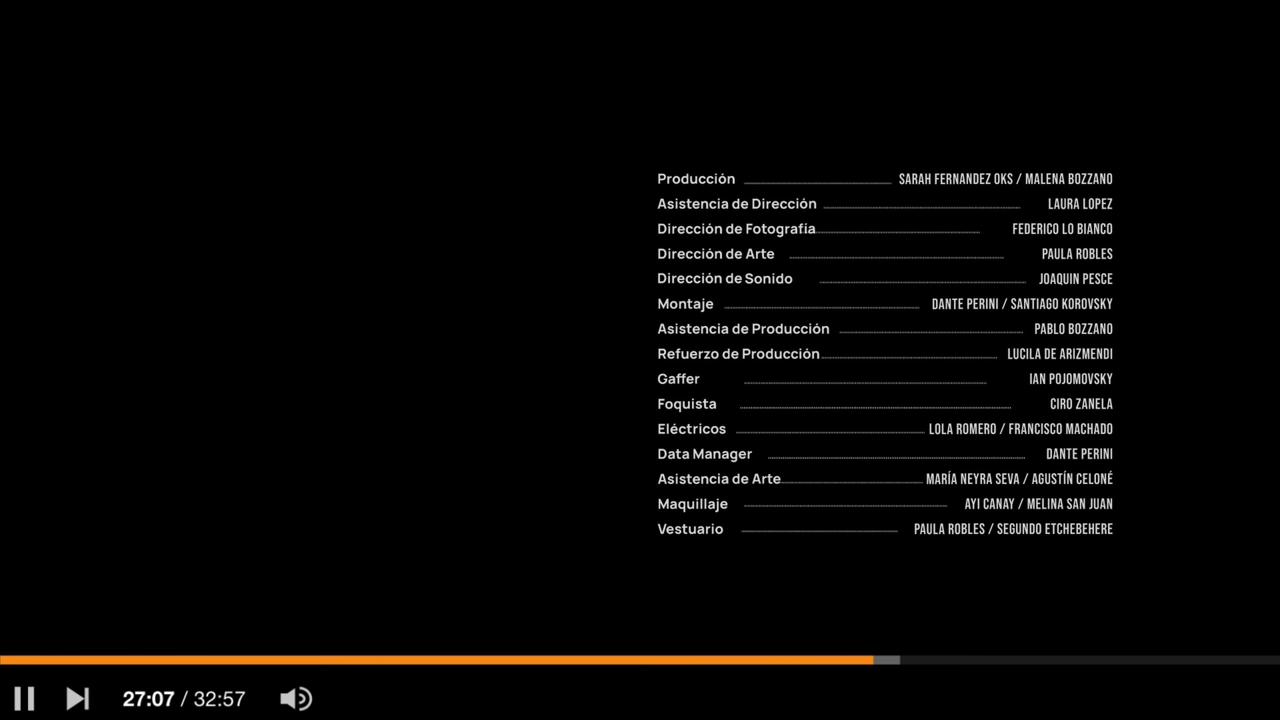 Producción SARAH FERNANDEZ OKS / MALENA BOZZANO
Asistencia de Dirección LAURA LOPEZ
Dirección de Fotografía FEDERICO LO BIANCO
Dirección de Arte PAULA ROBLES
Dirección de Sonido JOAQUIN PESCE
Montaje DANTE PERINI / SANTIAGO KOROVSKY
Asistencia de Producción PABLO BOZZANO
Refuerzo de Producción LUCILA DE ARIZMENDI
Gaffer IAN POJOMOVSKY
Foquista CIRO ZANELA
Eléctricos LOLA ROMERO / FRANCISCO MACHADO
Data Manager DANTE PERINI
Asistencia de Arte MARÍA NEYRA SEVA / AGUSTÍN CELONÉ
Maquillaje AYI CANAY / MELINA SAN JUAN
Vestuario PAULA ROBLES / SEGUNDO ETCHEBEHERE
27:07 / 32:57